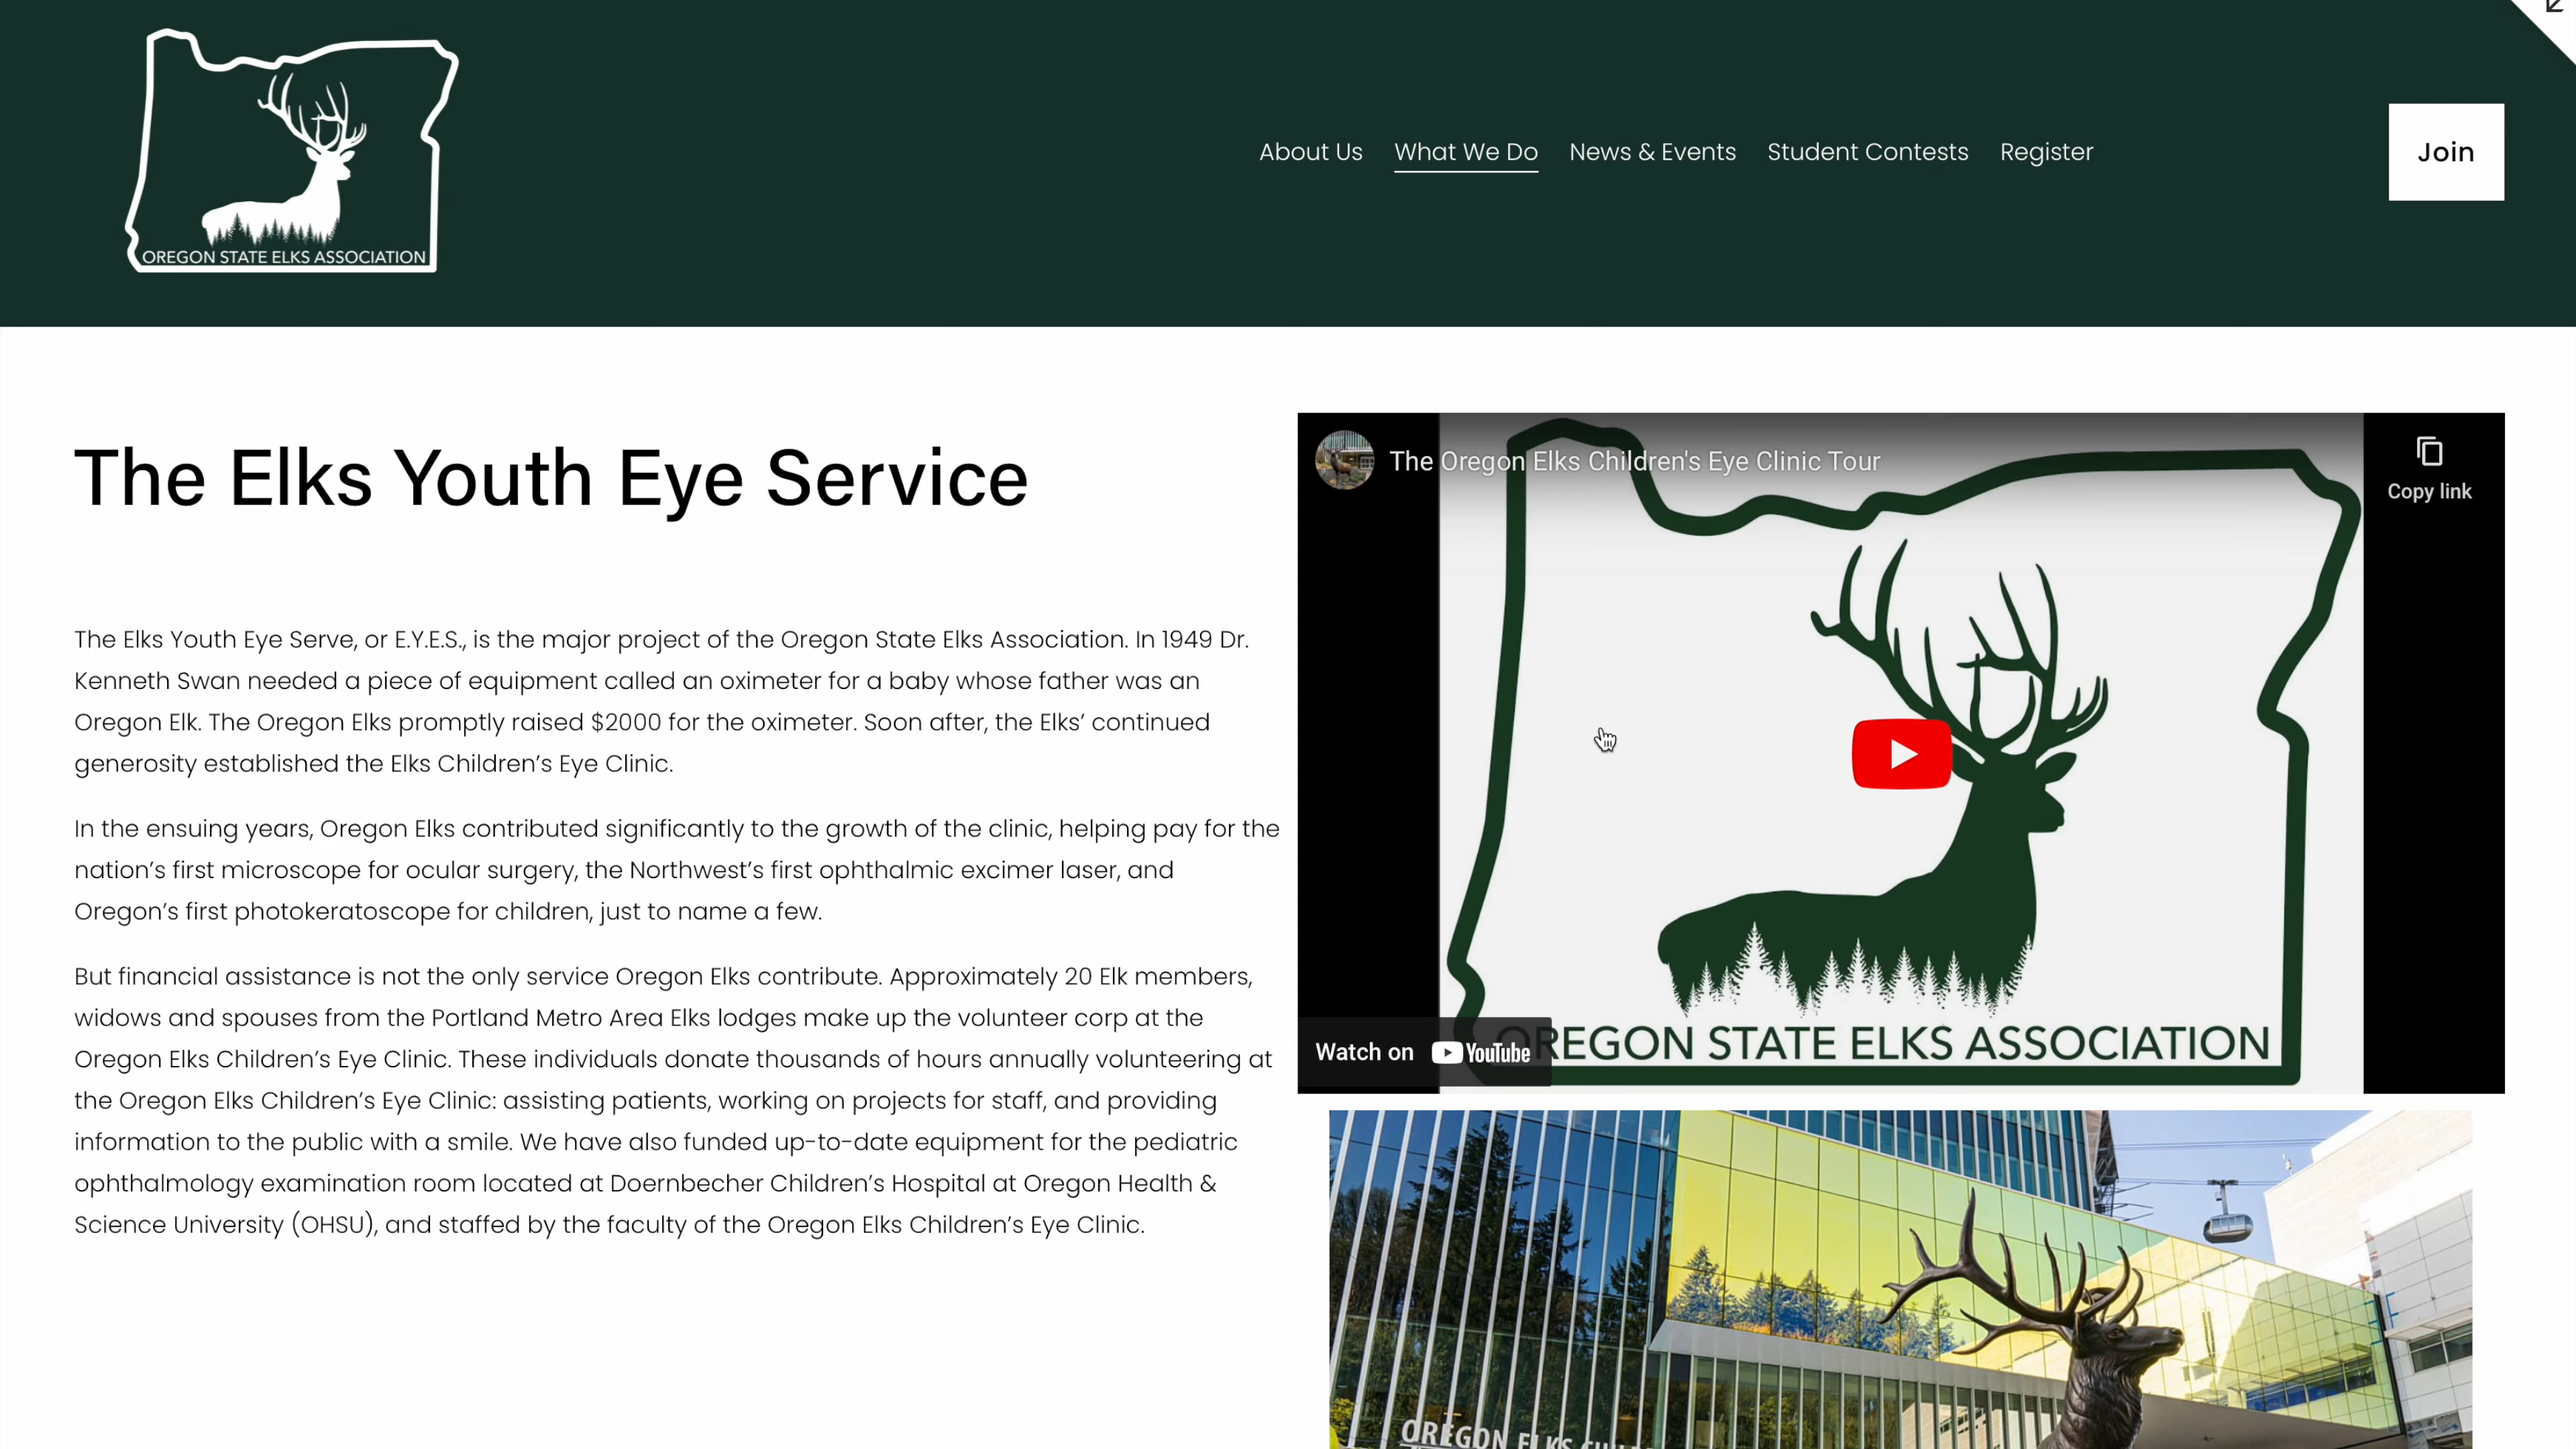 OREGON STATE ELKS ASSOCIATION
About Us What We Do News & Events Student Contests Register
Join
The Elks Youth Eye Service
The Elks Youth Eye Serve, or E.Y.E.S., is the major project of the Oregon State Elks Association. In 1949 Dr.
Kenneth Swan needed a piece of equipment called an oximeter for a baby whose father was an
Oregon Elk. The Oregon Elks promptly raised $2000 for the oximeter. Soon after, the Elks’ continued
generosity established the Elks Children’s Eye Clinic.
In the ensuing years, Oregon Elks contributed significantly to the growth of the clinic, helping pay for the
nation’s first microscope for ocular surgery, the Northwest’s first ophthalmic excimer laser, and
Oregon’s first photokeratoscope for children, just to name a few.
But financial assistance is not the only service Oregon Elks contribute. Approximately 20 Elk members,
widows and spouses from the Portland Metro Area Elks lodges make up the volunteer corp at the
Oregon Elks Children’s Eye Clinic. These individuals donate thousands of hours annually volunteering at
the Oregon Elks Children’s Eye Clinic: assisting patients, working on projects for staff, and providing
information to the public with a smile. We have also funded up-to-date equipment for the pediatric
ophthalmology examination room located at Doernbecher Children’s Hospital at Oregon Health &
Science University (OHSU), and staffed by the faculty of the Oregon Elks Children’s Eye Clinic.
The Oregon Elks Children's Eye Clinic Tour
Copy link
OREGON STATE ELKS ASSOCIATION
Watch on YouTube
OREGON ELKS